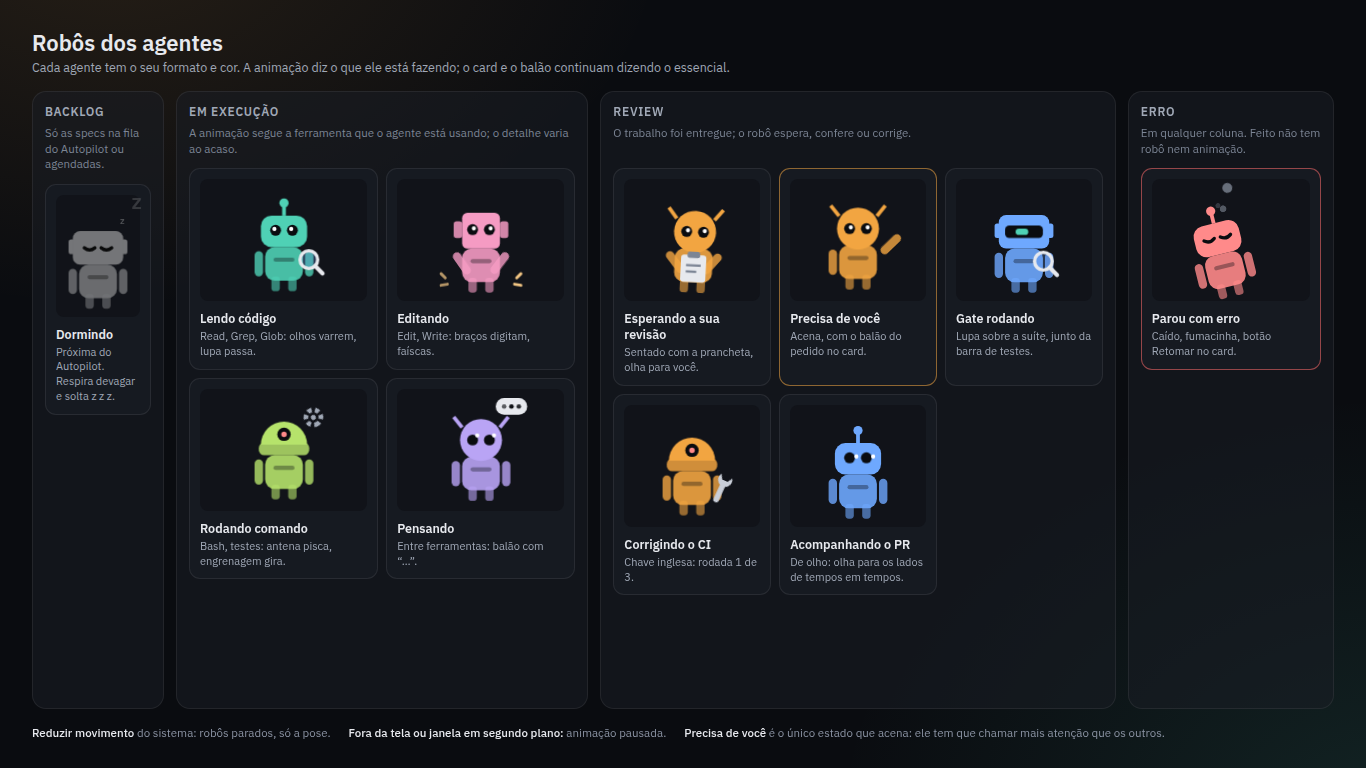 Robôs dos agentes
Cada agente tem o seu formato e cor. A animação diz o que ele está fazendo; o card e o balão continuam dizendo o essencial.
BACKLOG
Só as specs na fila
do Autopilot ou
agendadas.
Z
z
Dormindo
Próxima do
Autopilot.
Respira devagar
e solta z z z.
EM EXECUÇÃO
A animação segue a ferramenta que o agente está usando; o detalhe varia
ao acaso.
Lendo código
Read, Grep, Glob: olhos varrem,
lupa passa.
Editando
Edit, Write: braços digitam,
faíscas.
Rodando comando
Bash, testes: antena pisca,
engrenagem gira.
Pensando
Entre ferramentas: balão com
“…”.
REVIEW
O trabalho foi entregue; o robô espera, confere ou corrige.
Esperando a sua
revisão
Sentado com a prancheta,
olha para você.
Precisa de você
Acena, com o balão do
pedido no card.
Gate rodando
Lupa sobre a suíte, junto da
barra de testes.
Corrigindo o CI
Chave inglesa: rodada 1 de
3.
Acompanhando o PR
De olho: olha para os lados
de tempos em tempos.
ERRO
Em qualquer coluna. Feito não tem
robô nem animação.
Parou com erro
Caído, fumacinha, botão
Retomar no card.
Reduzir movimento do sistema: robôs parados, só a pose.
Fora da tela ou janela em segundo plano: animação pausada.
Precisa de você é o único estado que acena: ele tem que chamar mais atenção que os outros.